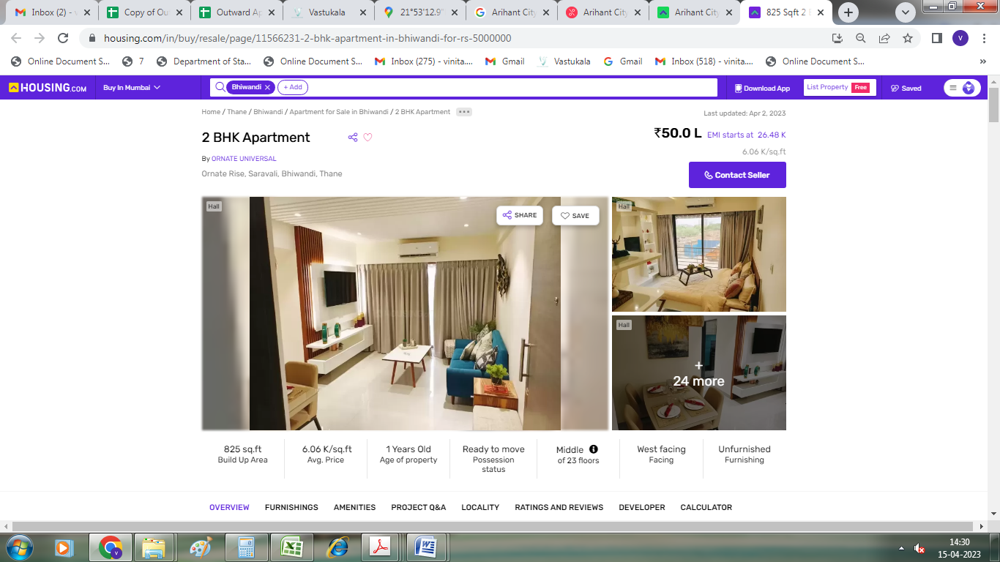 Inbox (2) - v
Copy of Ou
Outward Ap
Vastukala
21°53'12.9"
Arihant City
Arihant City
Arihant City
825 Sqft 2 B
housing.com/in/buy/resale/page/11566231-2-bhk-apartment-in-bhiwandi-for-rs-5000000
V
Online Document S...
7
Department of Sta...
Online Document S...
Inbox (275) - vinita....
Gmail
Vastukala
Gmail
Inbox (518) - vinita....
Online Document S...
»
HOUSING.COM
Buy In Mumbai
Bhiwandi
+ Add
Download App
List Property Free
Saved
Home / Thane / Bhiwandi / Apartment for Sale in Bhiwandi / 2 BHK Apartment
Last updated: Apr 2, 2023
2 BHK Apartment
₹50.0 L EMI starts at 26.48 K
6.06 K/sq.ft
By ORNATE UNIVERSAL
Ornate Rise, Saravali, Bhiwandi, Thane
Contact Seller
Hall
SHARE
SAVE
Hall
Hall
+
24 more
825 sq.ft
Build Up Area
6.06 K/sq.ft
Avg. Price
1 Years Old
Age of property
Ready to move
Possession
status
Middle
of 23 floors
West facing
Facing
Unfurnished
Furnishing
OVERVIEW
FURNISHINGS
AMENITIES
PROJECT Q&A
LOCALITY
RATINGS AND REVIEWS
DEVELOPER
CALCULATOR
14:30
15-04-2023